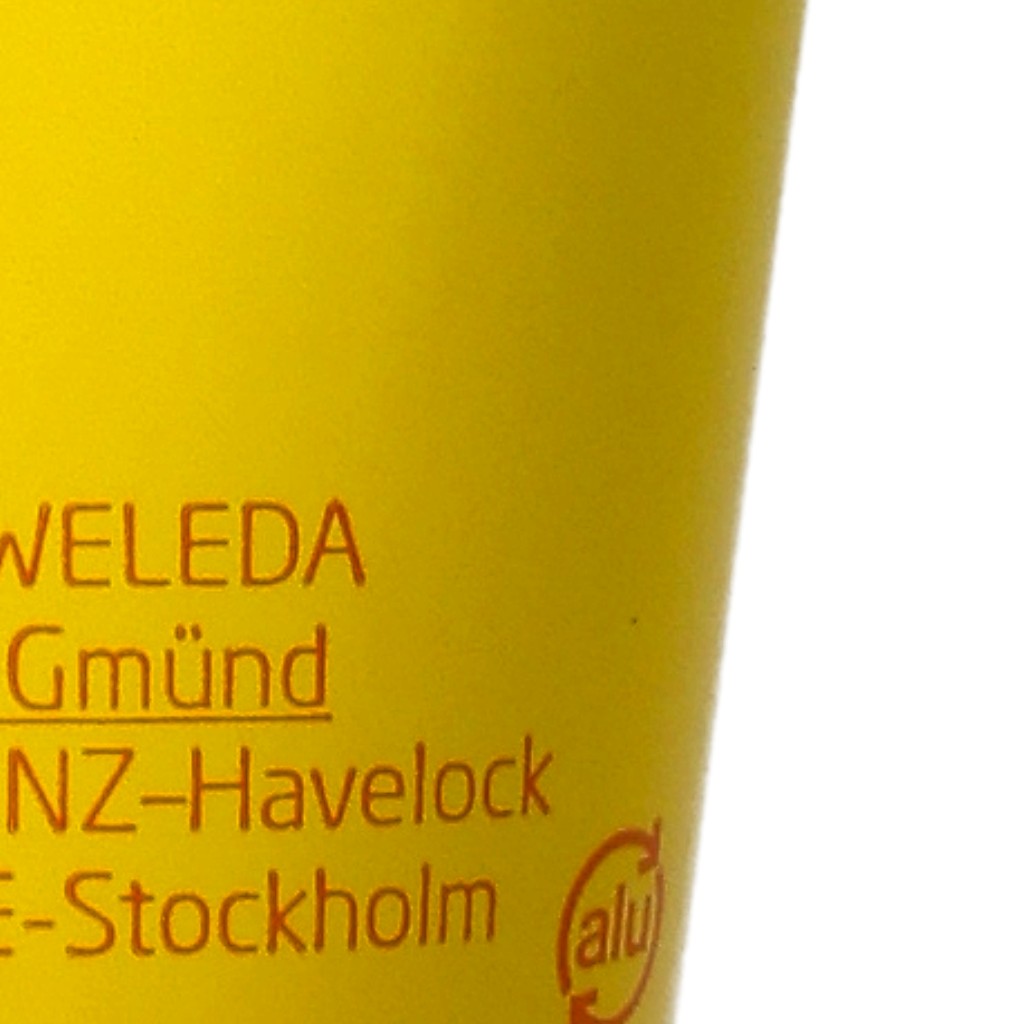 WELEDA
Gmünd
NZ–Havelock
E-Stockholm
alu